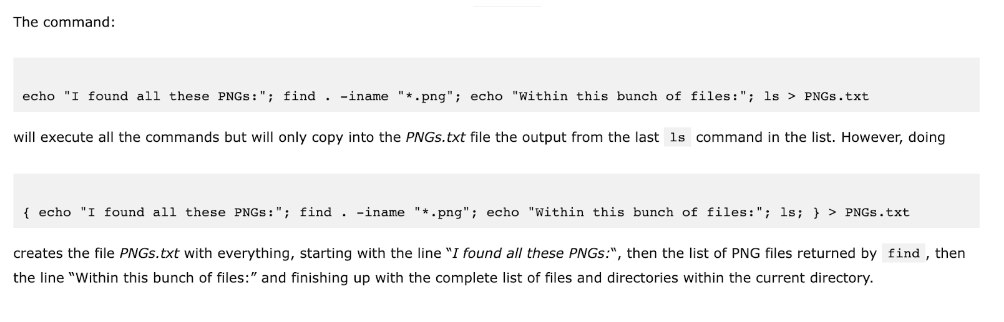 The command:
echo "I found all these PNGs:"; find . -iname "*.png"; echo "Within this bunch of files:"; ls > PNGs.txt
will execute all the commands but will only copy into the PNGs.txt file the output from the last ls command in the list. However, doing
{ echo "I found all these PNGs:"; find . -iname "*.png"; echo "Within this bunch of files:"; ls; } > PNGs.txt
creates the file PNGs.txt with everything, starting with the line “I found all these PNGs:“, then the list of PNG files returned by find , then
the line “Within this bunch of files:” and finishing up with the complete list of files and directories within the current directory.